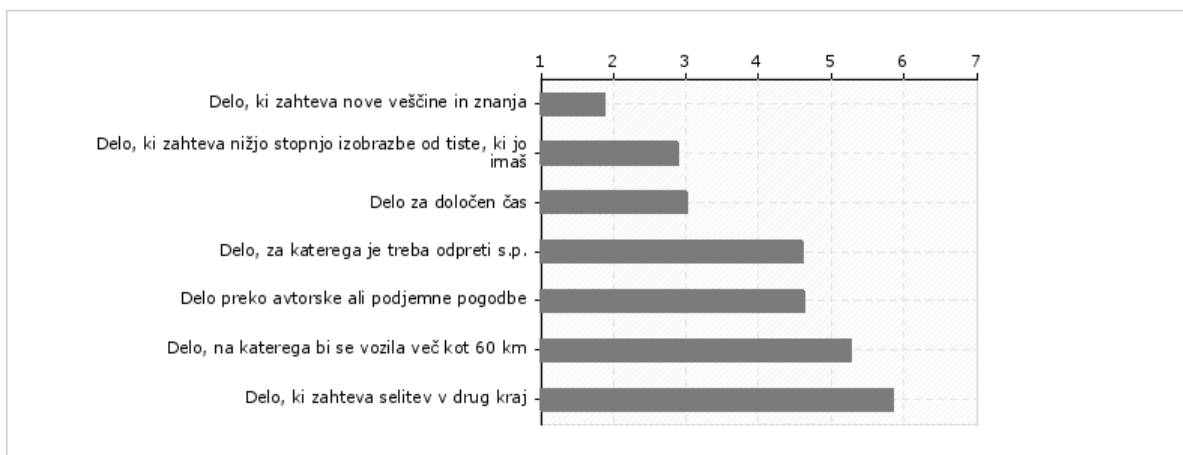 1 2 3 4 5 6 7
Delo, ki zahteva nove veščine in znanja
Delo, ki zahteva nižjo stopnjo izobrazbe od tiste, ki jo
imaš
Delo za določen čas
Delo, za katerega je treba odpreti s.p.
Delo preko avtorske ali podjemne pogodbe
Delo, na katerega bi se vozila več kot 60 km
Delo, ki zahteva selitev v drug kraj